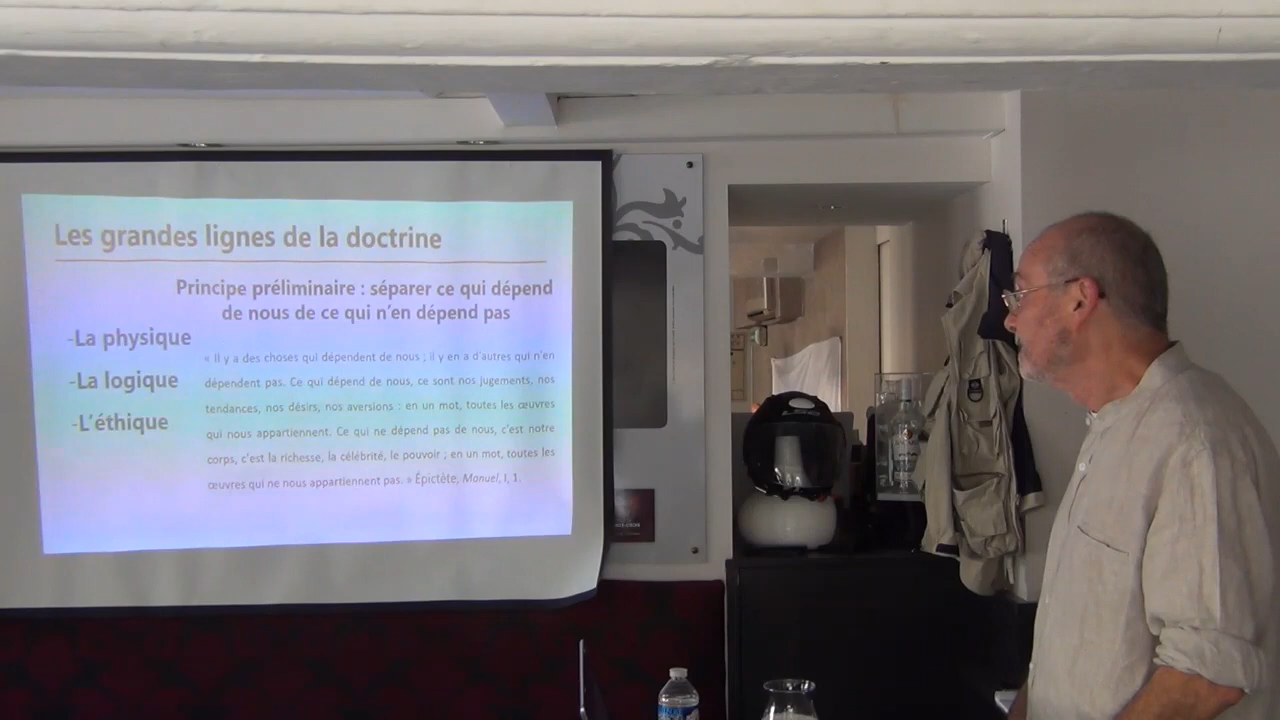 Les grandes lignes de la doctrine
Principe préliminaire : séparer ce qui dépend
de nous de ce qui n'en dépend pas
-La physique
-La logique
-L'éthique
« Il y a des choses qui dépendent de nous ; il y en a d'autres qui n'en
dépendent pas. Ce qui dépend de nous, ce sont nos jugements, nos
tendances, nos désirs, nos aversions : en un mot, toutes les œuvres
qui nous appartiennent. Ce qui ne dépend pas de nous, c'est notre
corps, c'est la richesse, la célébrité, le pouvoir ; en un mot, toutes les
œuvres qui ne nous appartiennent pas. » Épictète, Manuel, I, 1.
LS2